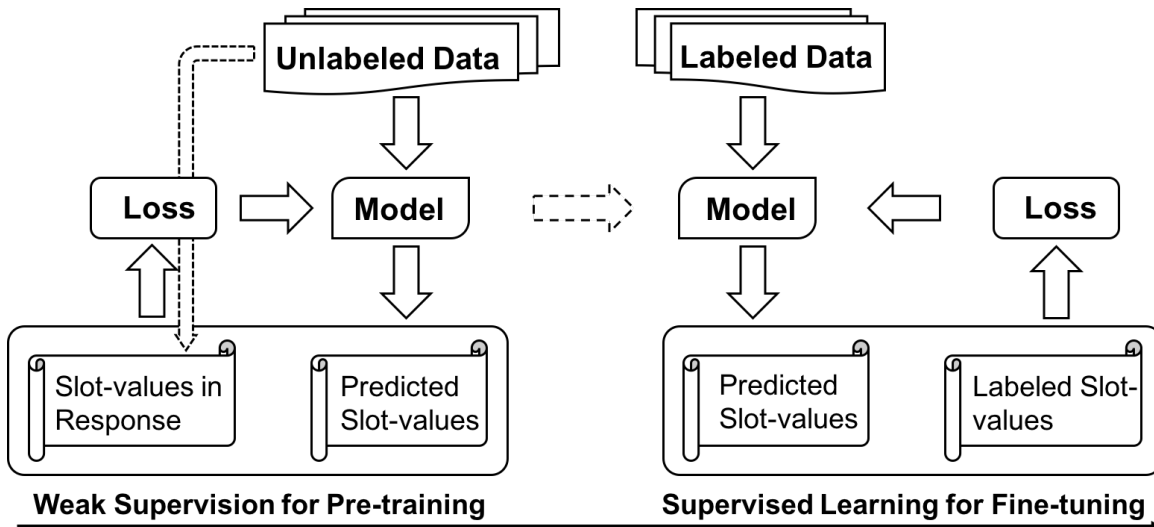 Unlabeled Data
Labeled Data
Loss
Model
Model
Loss
Slot-values in
Response
Predicted
Slot-values
Predicted
Slot-values
Labeled Slot-
values
Weak Supervision for Pre-training
Supervised Learning for Fine-tuning